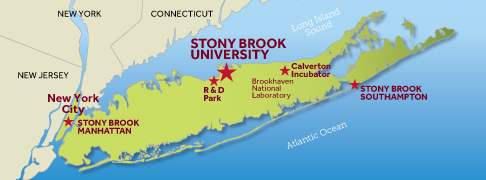 NEW YORK
CONNECTICUT
Long Island
Sound
STONY BROOK
UNIVERSITY
NEW JERSEY
Calverton
Incubator
R & D
Park
Brookhaven
National
Laboratory
STONY BROOK
SOUTHAMPTON
New York
City
STONY BROOK
MANHATTAN
Atlantic Ocean